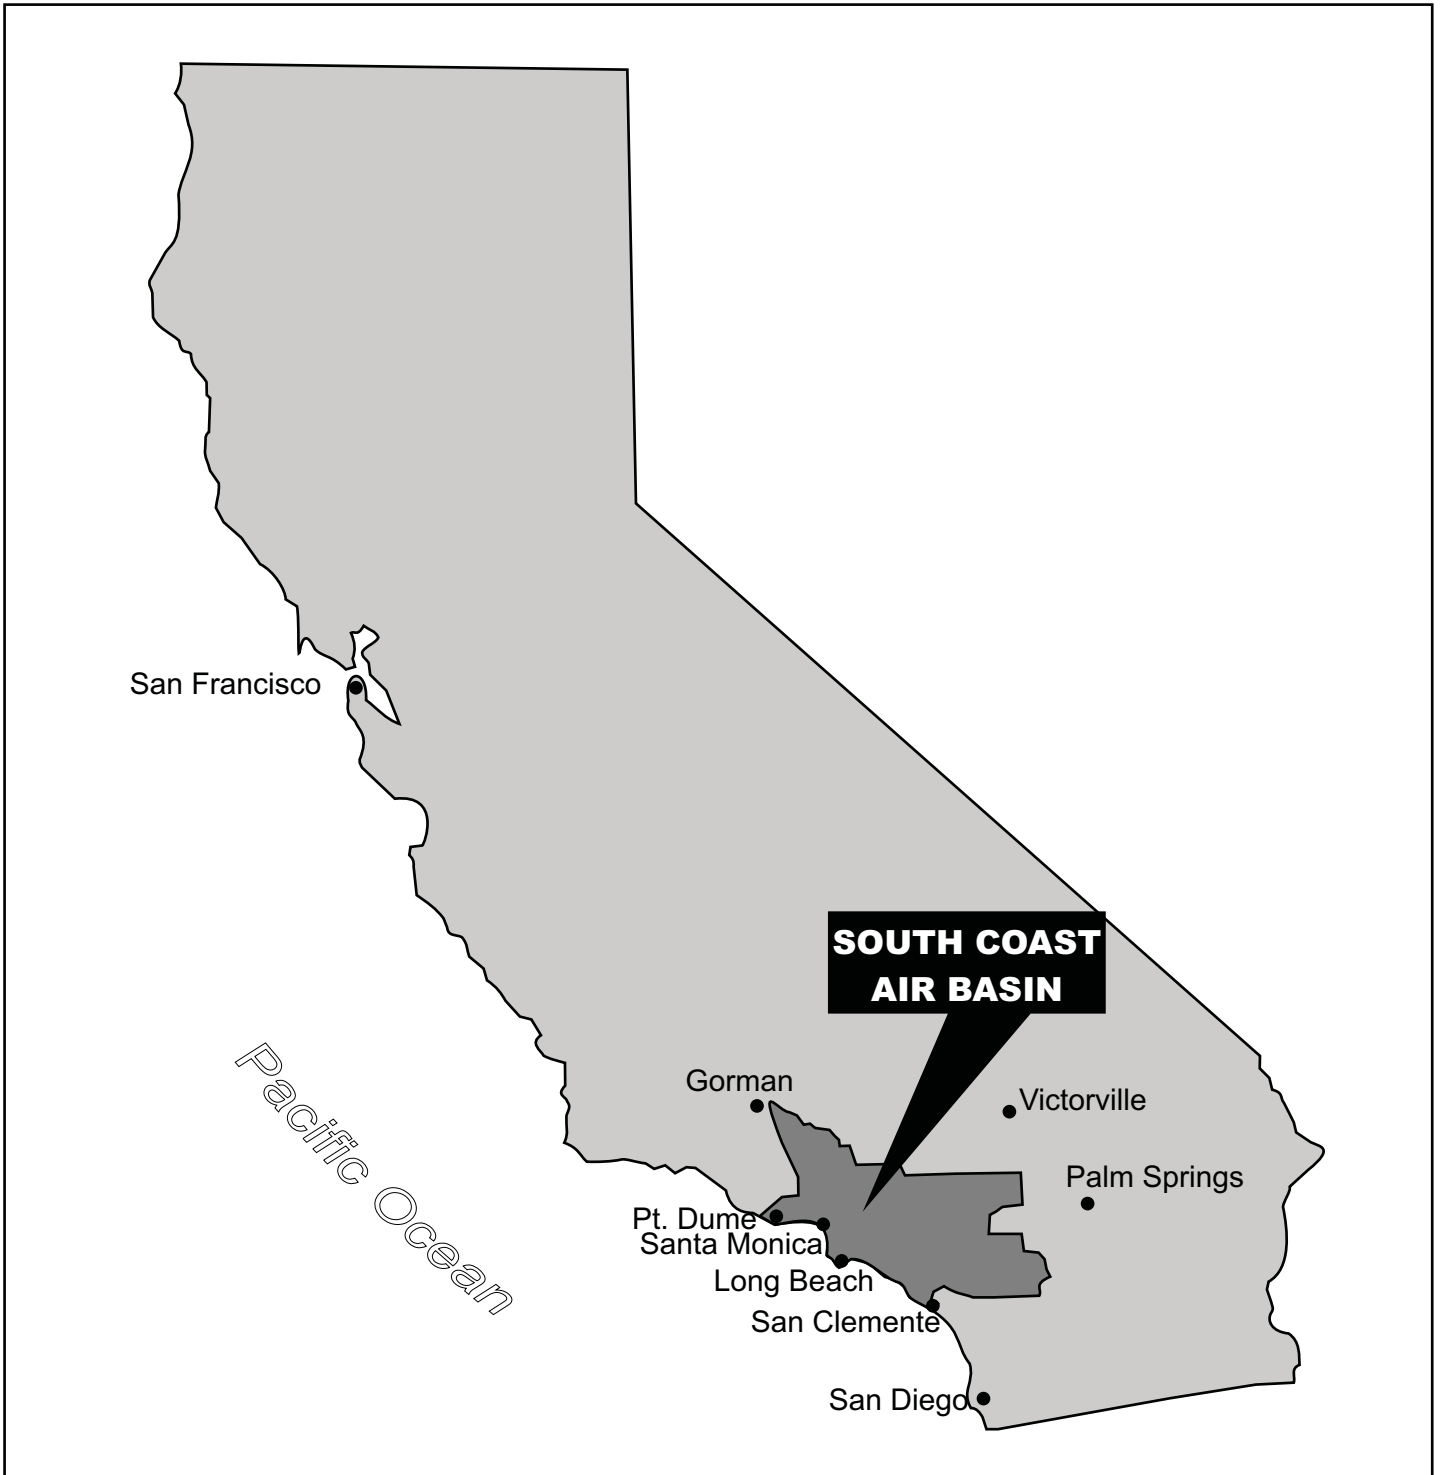 San Francisco
SOUTH COAST
AIR BASIN
Pacific Ocean
Gorman
Victorville
Palm Springs
Pt. Dume
Santa Monica
Long Beach
San Clemente
San Diego